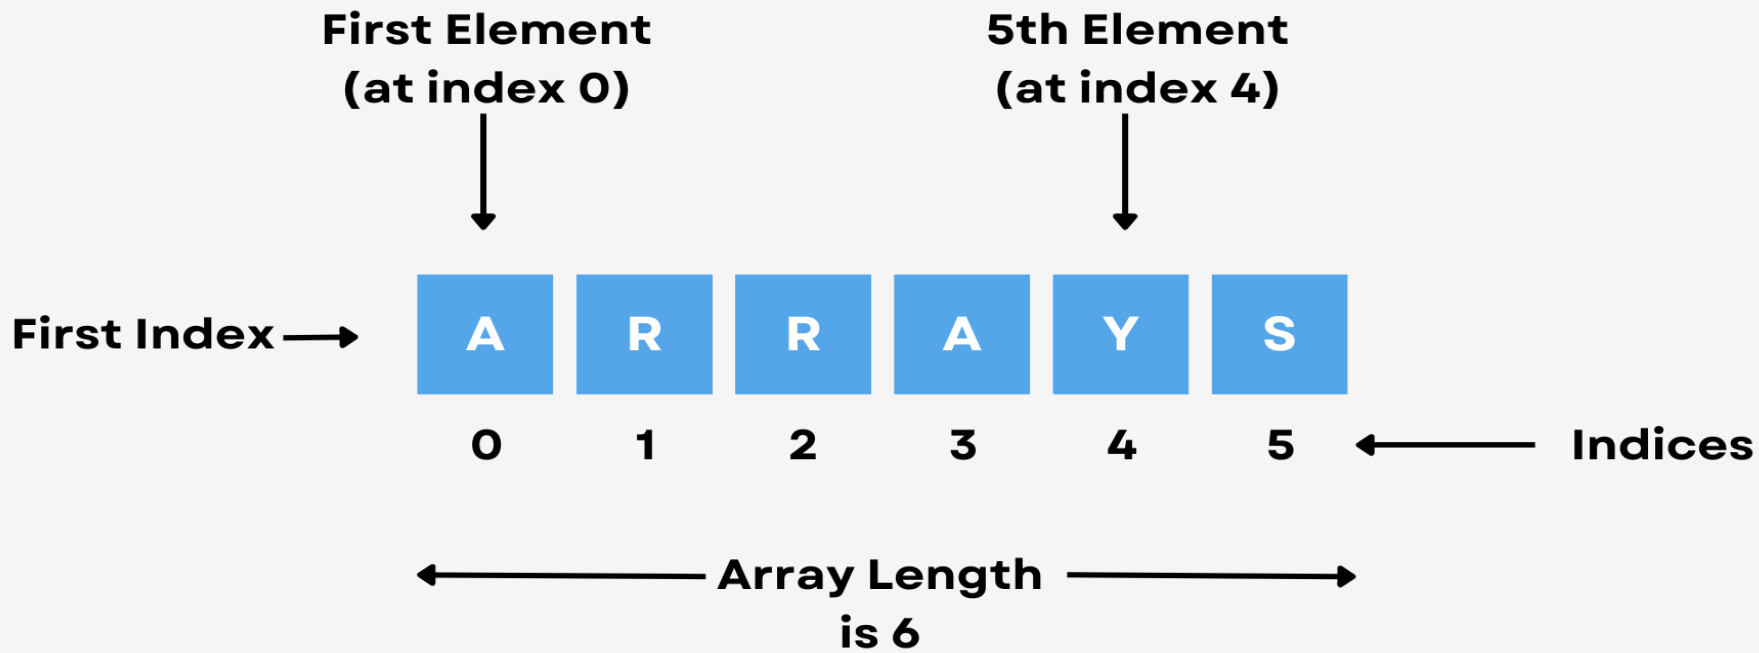 First Element
(at index 0)
5th Element
(at index 4)
First Index
A R R A Y S
0 1 2 3 4 5
Indices
Array Length
is 6